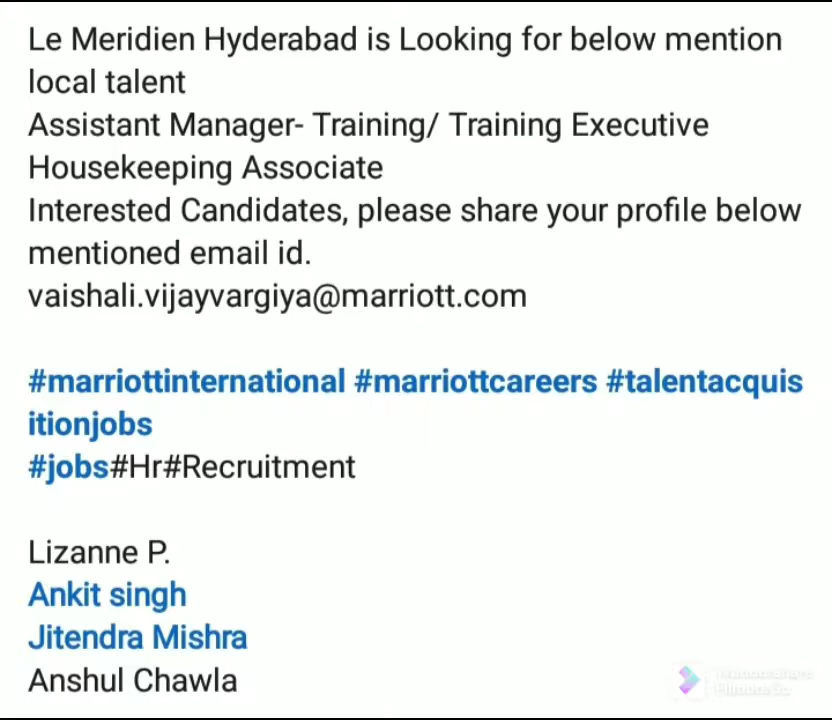 Le Meridien Hyderabad is Looking for below mention
local talent
Assistant Manager- Training/ Training Executive
Housekeeping Associate
Interested Candidates, please share your profile below
mentioned email id.
vaishali.vijayvargiya@marriott.com
#marriottinternational #marriottcareers #talentacquis
itionjobs
#jobs#Hr#Recruitment
Lizanne P.
Ankit singh
Jitendra Mishra
Anshul Chawla